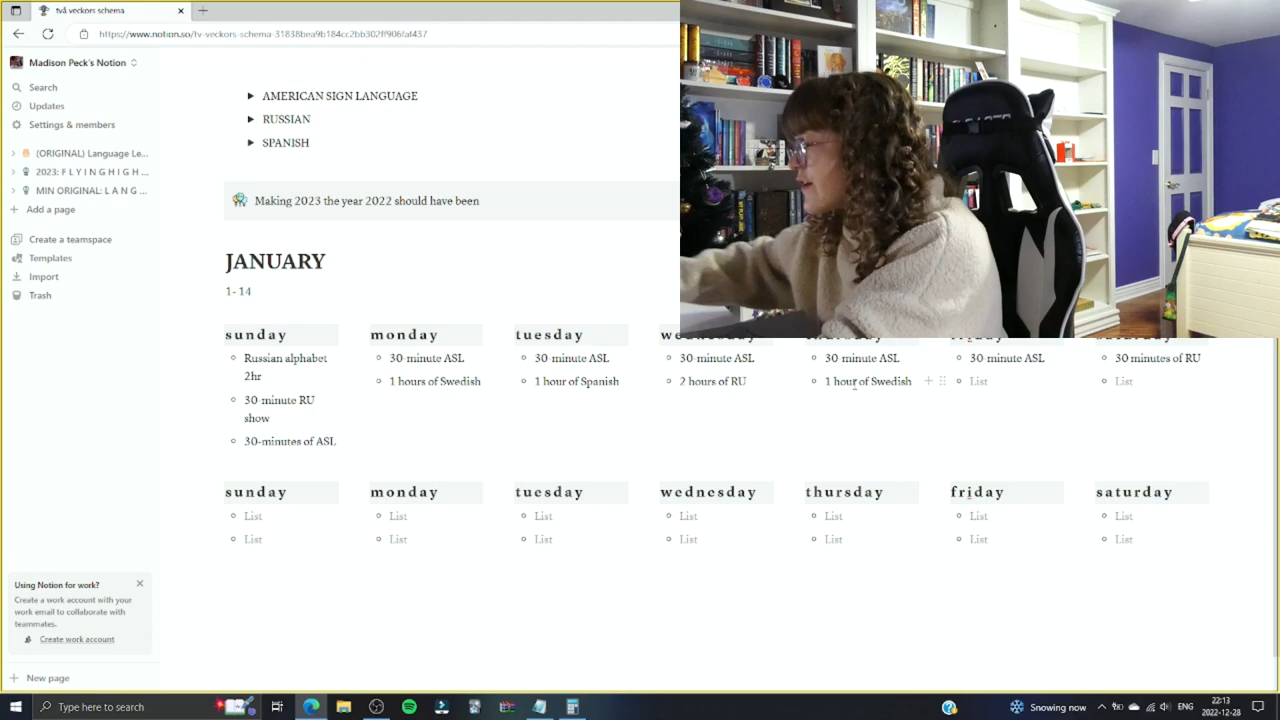 två veckors schema
https://www.notion.so/tv-veckors-schema-31838bea9b184cc2bb302ff906faf437
Madison Peck's Notion
Search
Updates
Settings & members
(ORIGINAL) Language Le...
2023: F L Y I N G H I G H ...
MIN ORIGINAL: L A N G ...
Add a page
Create a teamspace
Templates
Import
Trash
AMERICAN SIGN LANGUAGE
RUSSIAN
SPANISH
Making 2023 the year 2022 should have been
JANUARY
1-14
sunday
Russian alphabet
2hr
30-minute RU
show
30-minutes of ASL
monday
30-minute ASL
1 hours of Swedish
tuesday
30-minute ASL
1 hour of Spanish
30-minute ASL
2 hours of RU
30-minute ASL
1 hour of Swedish
30-minute ASL
List
30 minutes of RU
List
sunday
List
List
monday
List
List
tuesday
List
List
wednesday
List
List
thursday
List
List
friday
List
List
saturday
List
List
Using Notion for work?
Create a work account with your
work email to collaborate with
teammates.
Create work account
New page
Type here to search
Snowing now
ENG
22:13
2022-12-28